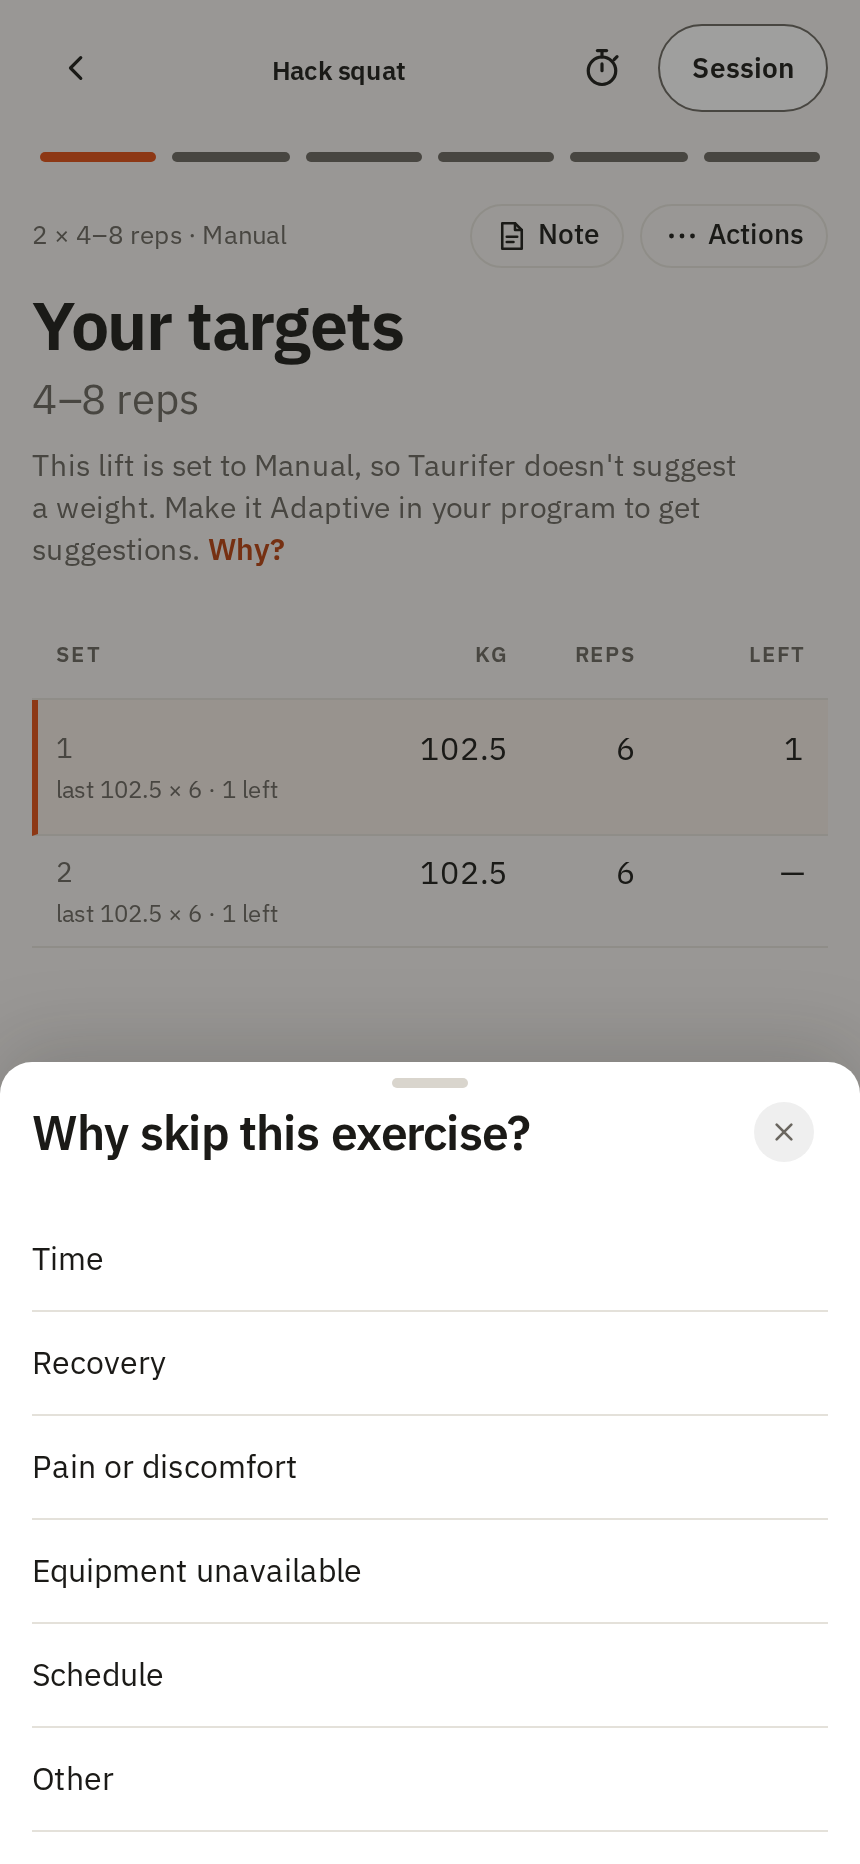 Hack squat
Session
2 × 4–8 reps · Manual
Note
··· Actions
Your targets
4–8 reps
This lift is set to Manual, so Taurifer doesn't suggest
a weight. Make it Adaptive in your program to get
suggestions. Why?
SET KG REPS LEFT
1 102.5 6 1
last 102.5 × 6 · 1 left
2 102.5 6 —
last 102.5 × 6 · 1 left
Why skip this exercise?
Time
Recovery
Pain or discomfort
Equipment unavailable
Schedule
Other